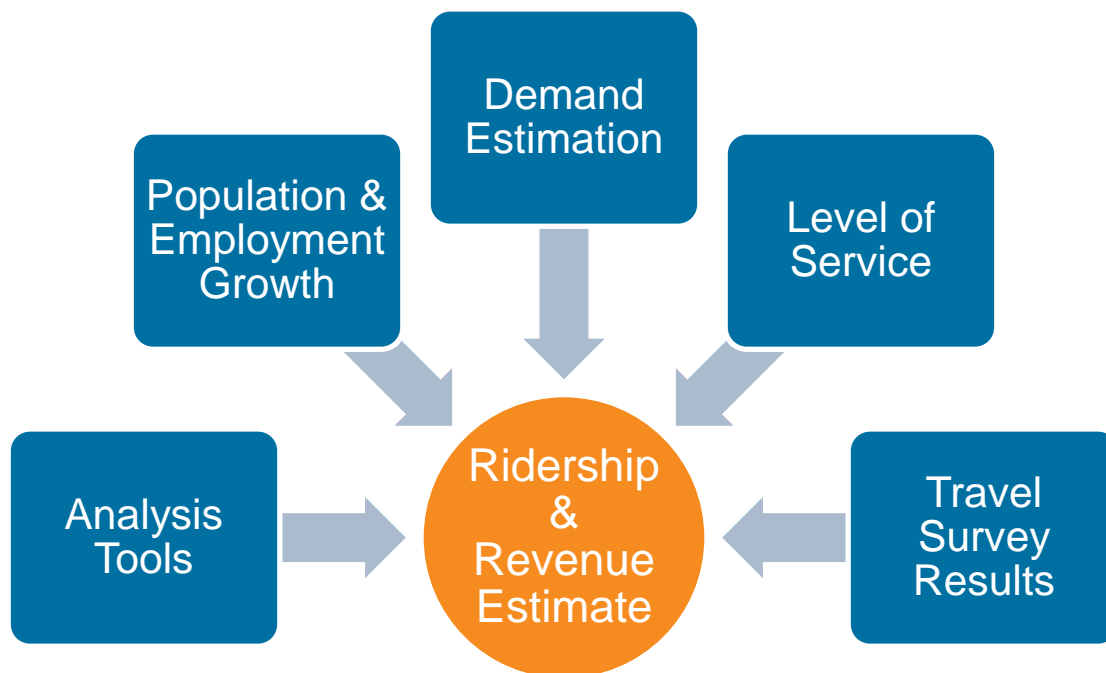 Demand
Estimation
Population &
Employment
Growth
Level of
Service
Analysis
Tools
Ridership
&
Revenue
Estimate
Travel
Survey
Results